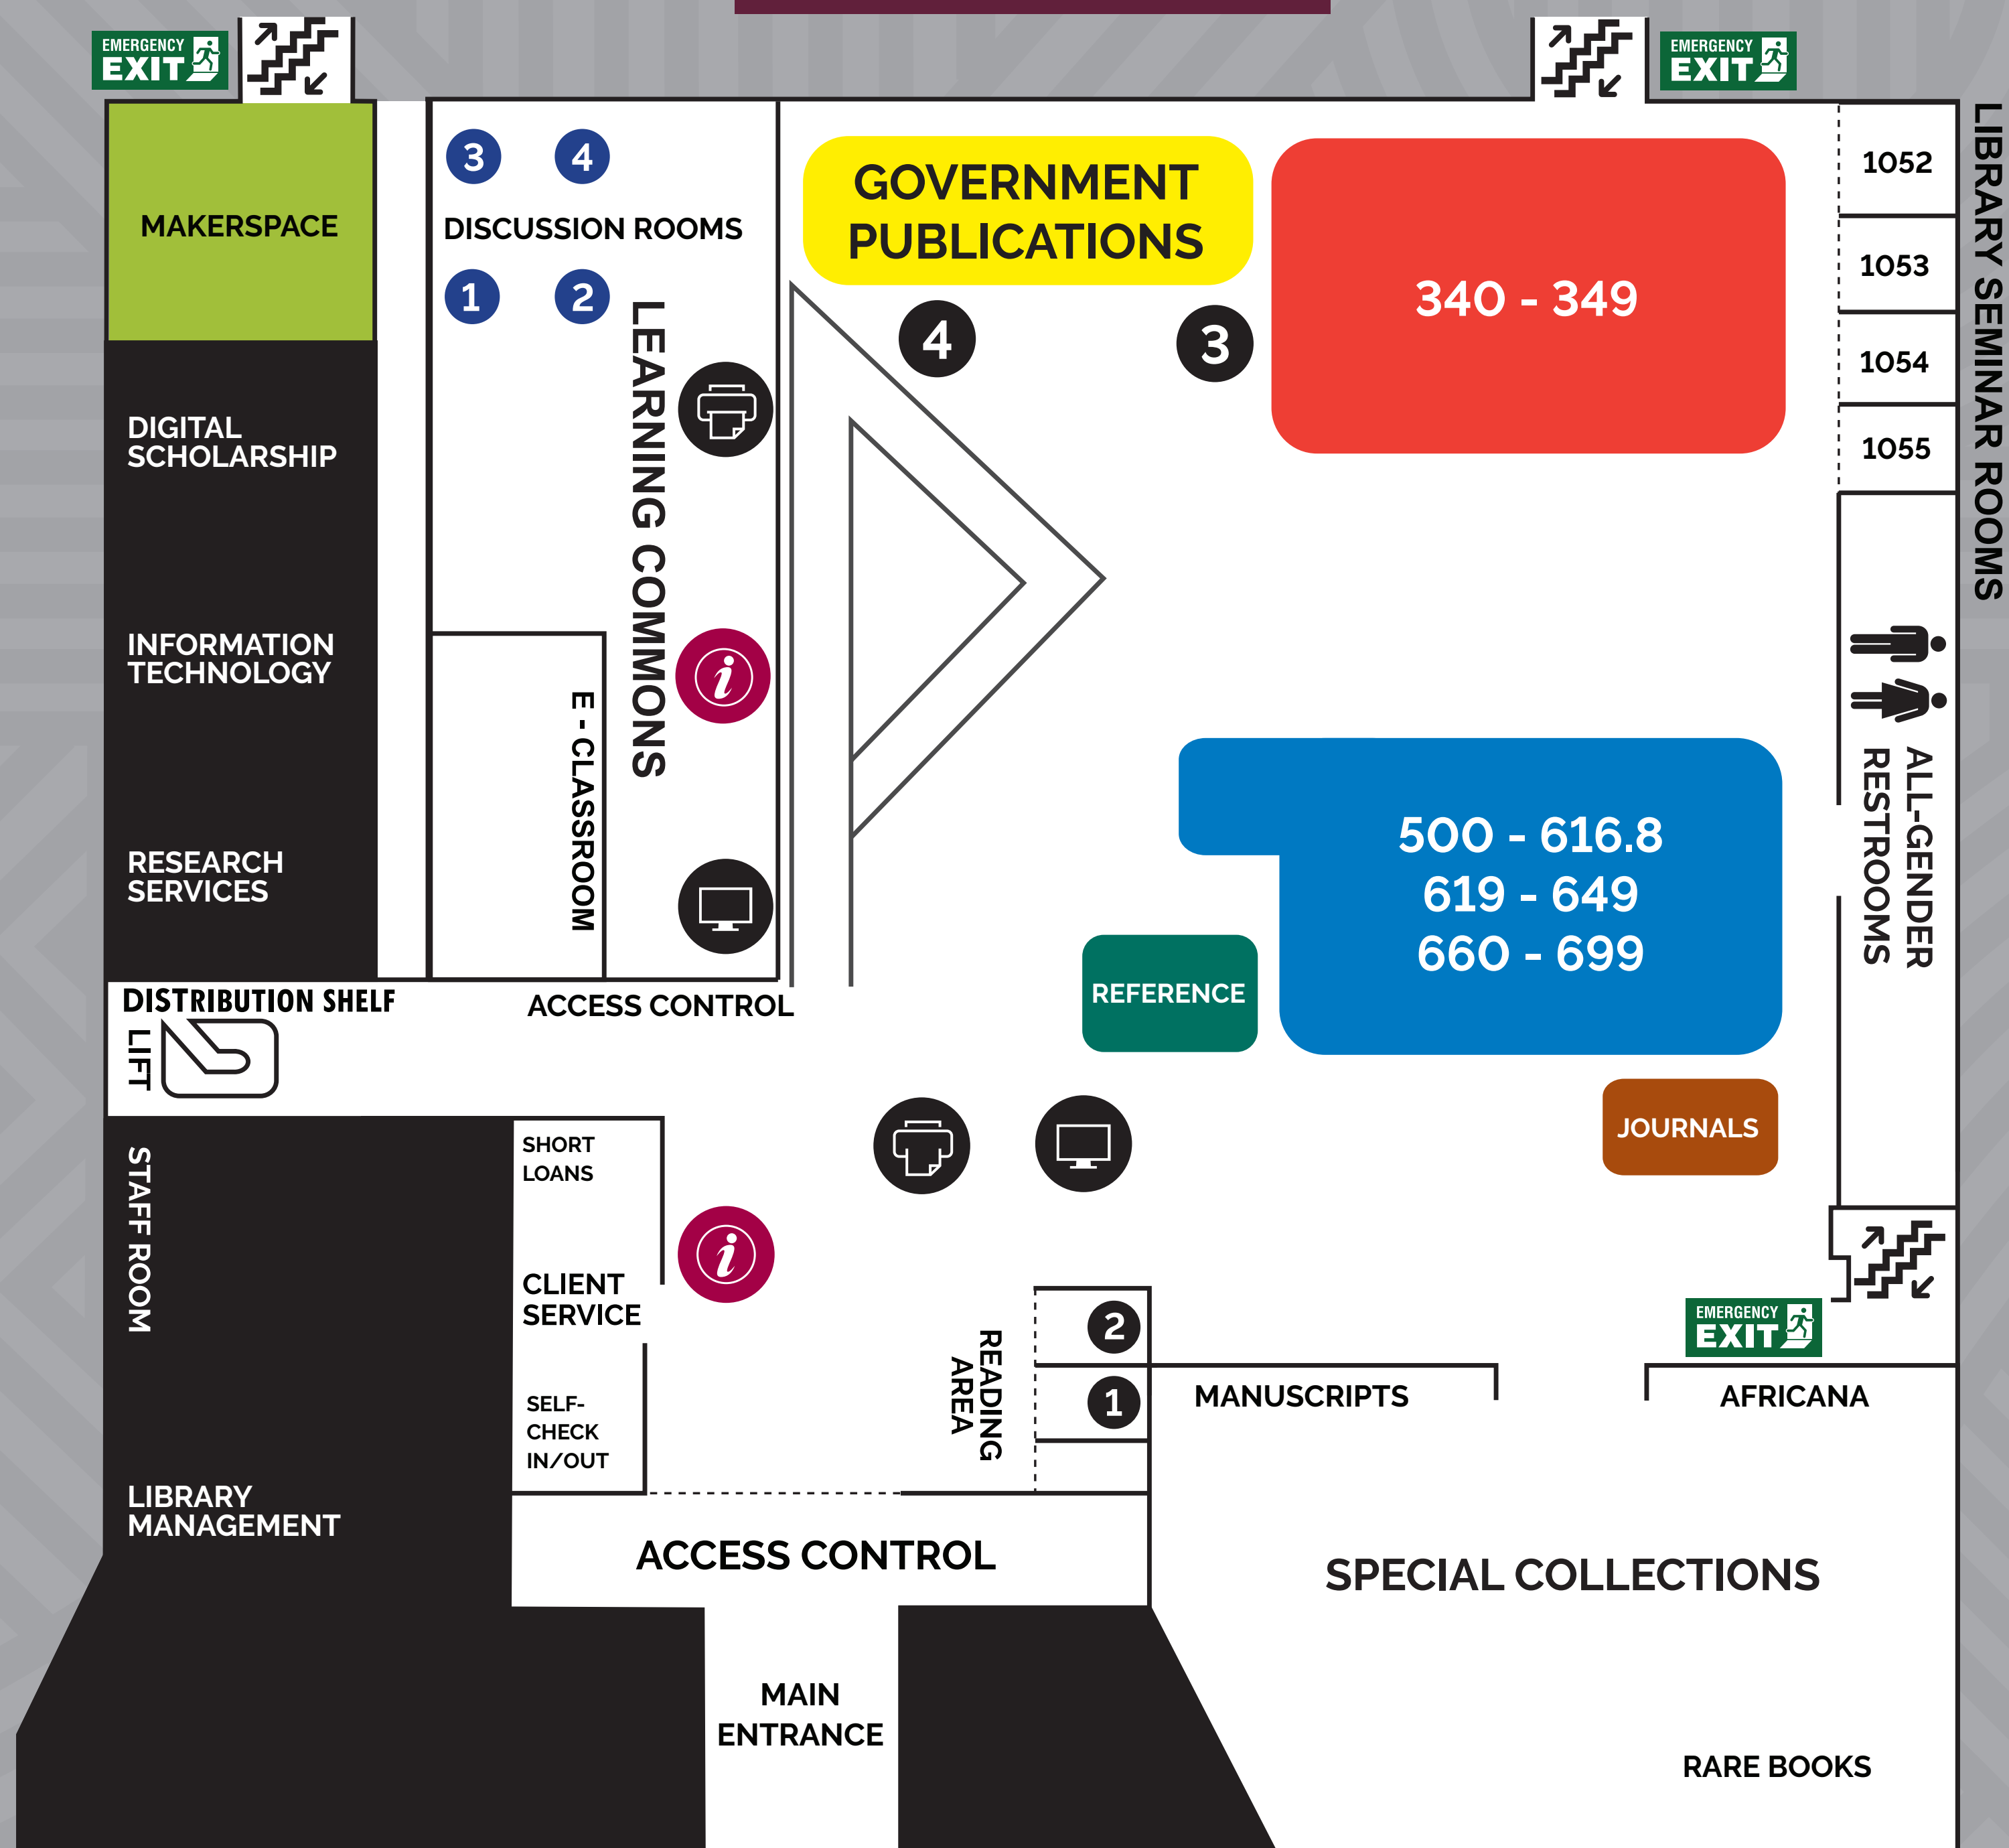 EMERGENCY
EXIT
EMERGENCY
EXIT
MAKERSPACE
3
4
DISCUSSION ROOMS
1
2
LEARNING COMMONS
GOVERNMENT
PUBLICATIONS
4
3
340 - 349
1052
1053
1054
1055
LIBRARY SEMINAR ROOMS
DIGITAL
SCHOLARSHIP
INFORMATION
TECHNOLOGY
RESEARCH
SERVICES
E - CLASSROOM
i
500 - 616.8
619 - 649
660 - 699
ALL-GENDER
RESTROOMS
REFERENCE
JOURNALS
DISTRIBUTION SHELF
LIFT
ACCESS CONTROL
STAFF ROOM
SHORT
LOANS
CLIENT
SERVICE
i
SELF-
CHECK
IN/OUT
READING
AREA
2
1
EMERGENCY
EXIT
MANUSCRIPTS
AFRICANA
LIBRARY
MANAGEMENT
ACCESS CONTROL
SPECIAL COLLECTIONS
MAIN
ENTRANCE
RARE BOOKS